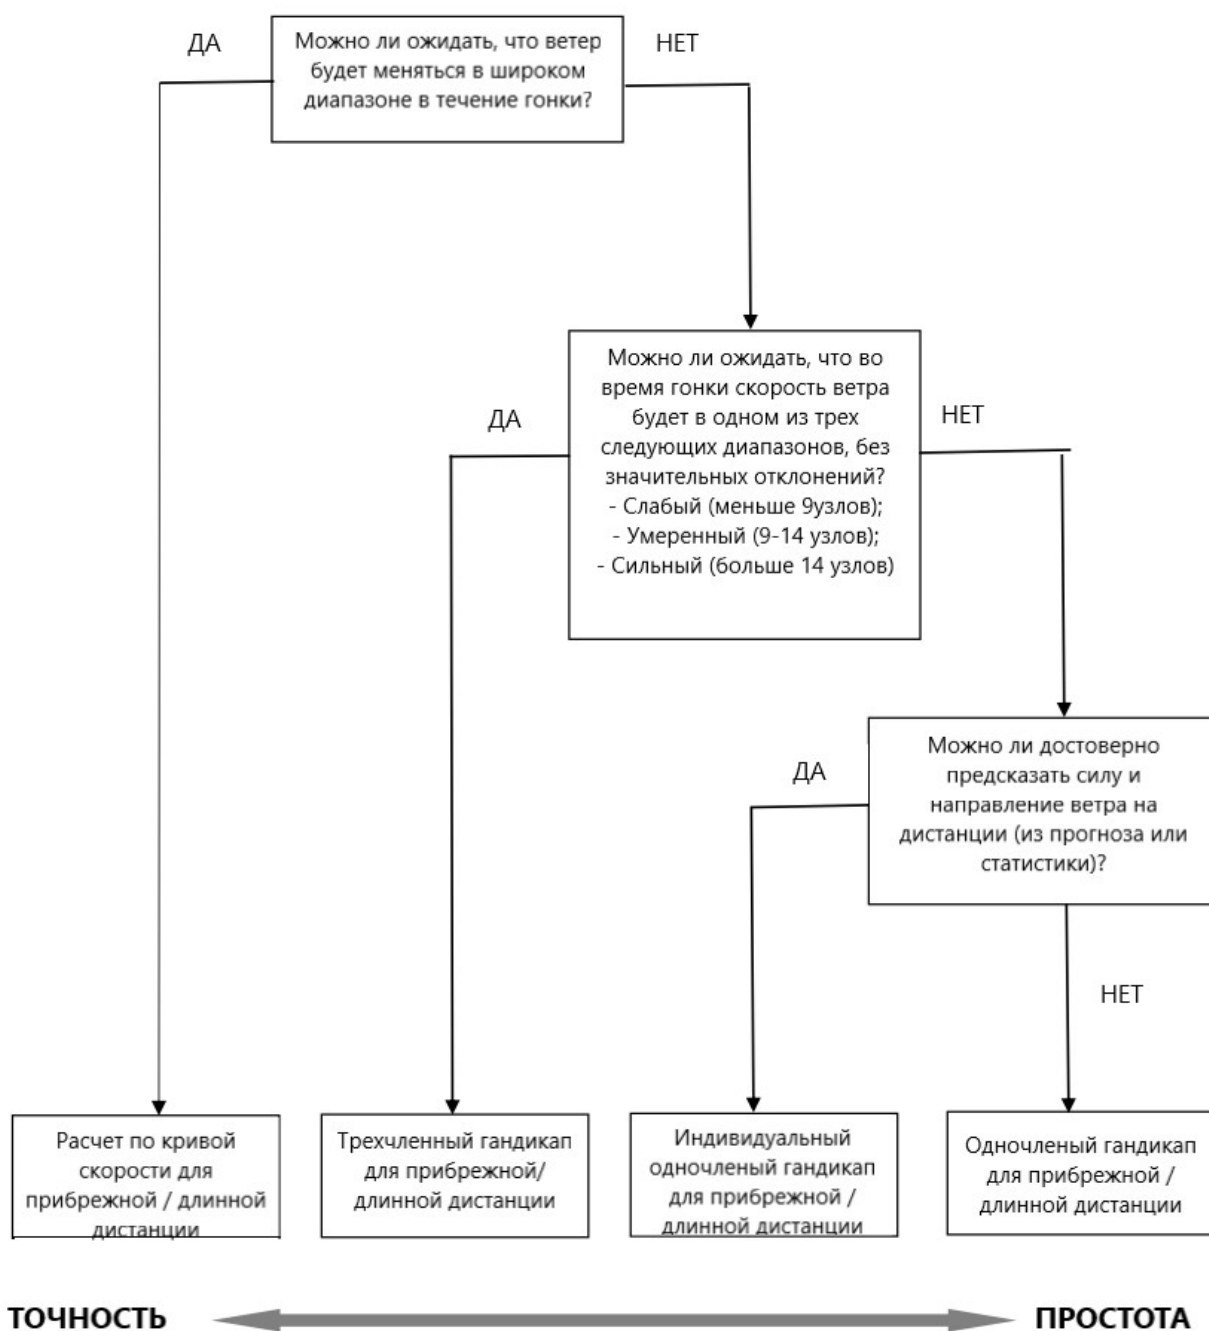 ДА
Можно ли ожидать, что ветер
будет меняться в широком
диапазоне в течение гонки?
НЕТ
Можно ли ожидать, что во
время гонки скорость ветра
будет в одном из трех
следующих диапазонов, без
значительных отклонений?
- Слабый (меньше 9узлов);
- Умеренный (9-14 узлов);
- Сильный (больше 14 узлов)
ДА
НЕТ
Можно ли достоверно
предсказать силу и
направление ветра на
дистанции (из прогноза или
статистики)?
ДА
НЕТ
Расчет по кривой
скорости для
прибрежной / длинной
дистанции
Трехчленный гандикап
для прибрежной/
длинной дистанции
Индивидуальный
одночленый гандикап
для прибрежной /
длинной дистанции
Одночленый гандикап
для прибрежной /
длинной дистанции
ТОЧНОСТЬ
ПРОСТОТА